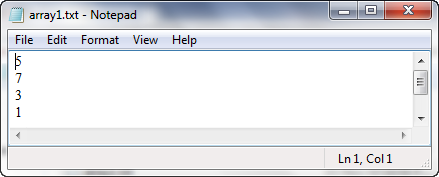 array1.txt - Notepad
File Edit Format View Help
5
7
3
1
Ln 1, Col 1